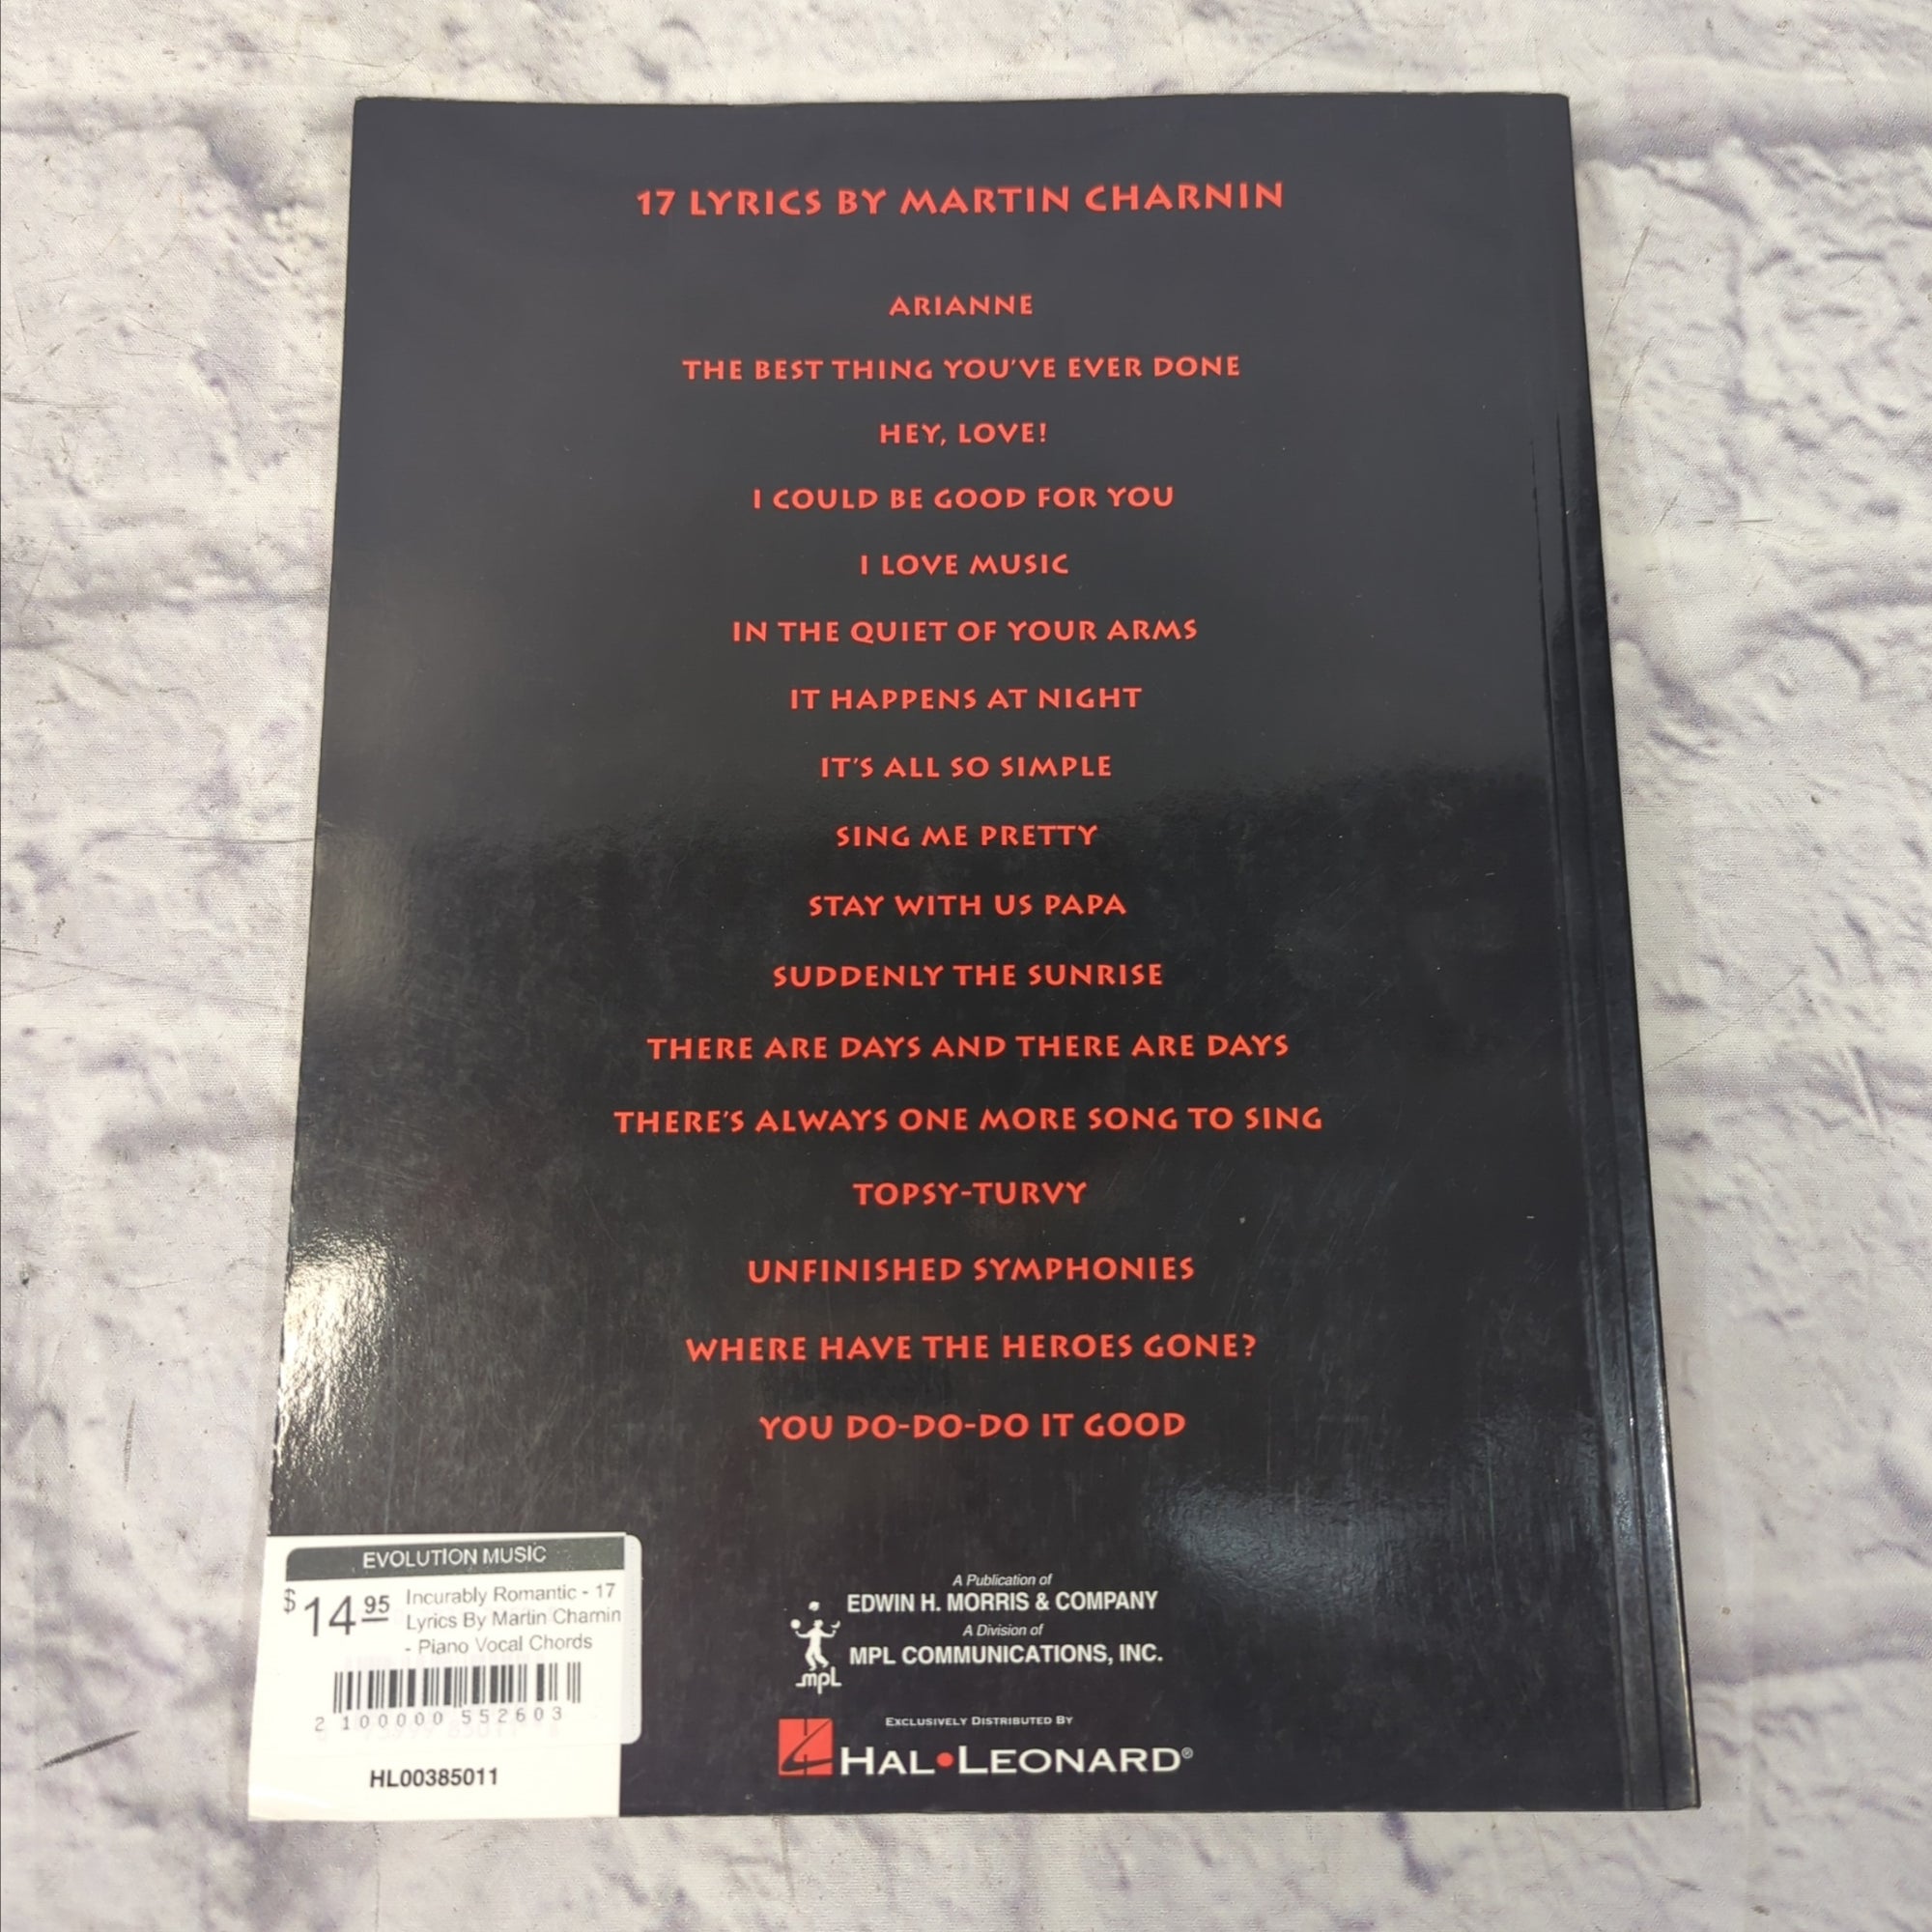 17 LYRICS BY MARTIN CHARNIN
ARIANNE
THE BEST THING YOU'VE EVER DONE
HEY, LOVE!
I COULD BE GOOD FOR YOU
I LOVE MUSIC
IN THE QUIET OF YOUR ARMS
IT HAPPENS AT NIGHT
IT'S ALL SO SIMPLE
SING ME PRETTY
STAY WITH US PAPA
SUDDENLY THE SUNRISE
THERE ARE DAYS AND THERE ARE DAYS
THERE'S ALWAYS ONE MORE SONG TO SING
TOPSY-TURVY
UNFINISHED SYMPHONIES
WHERE HAVE THE HEROES GONE?
YOU DO-DO-DO IT GOOD
EVOLUTION MUSIC
$14.95
Incurably Romantic - 17
Lyrics By Martin Charnin
- Piano Vocal Chords
2 100000 552603
HL00385011
A Publication of
EDWIN H. MORRIS & COMPANY
A Division of
MPL COMMUNICATIONS, INC.
mpL
EXCLUSIVELY DISTRIBUTED BY
HAL•LEONARD®